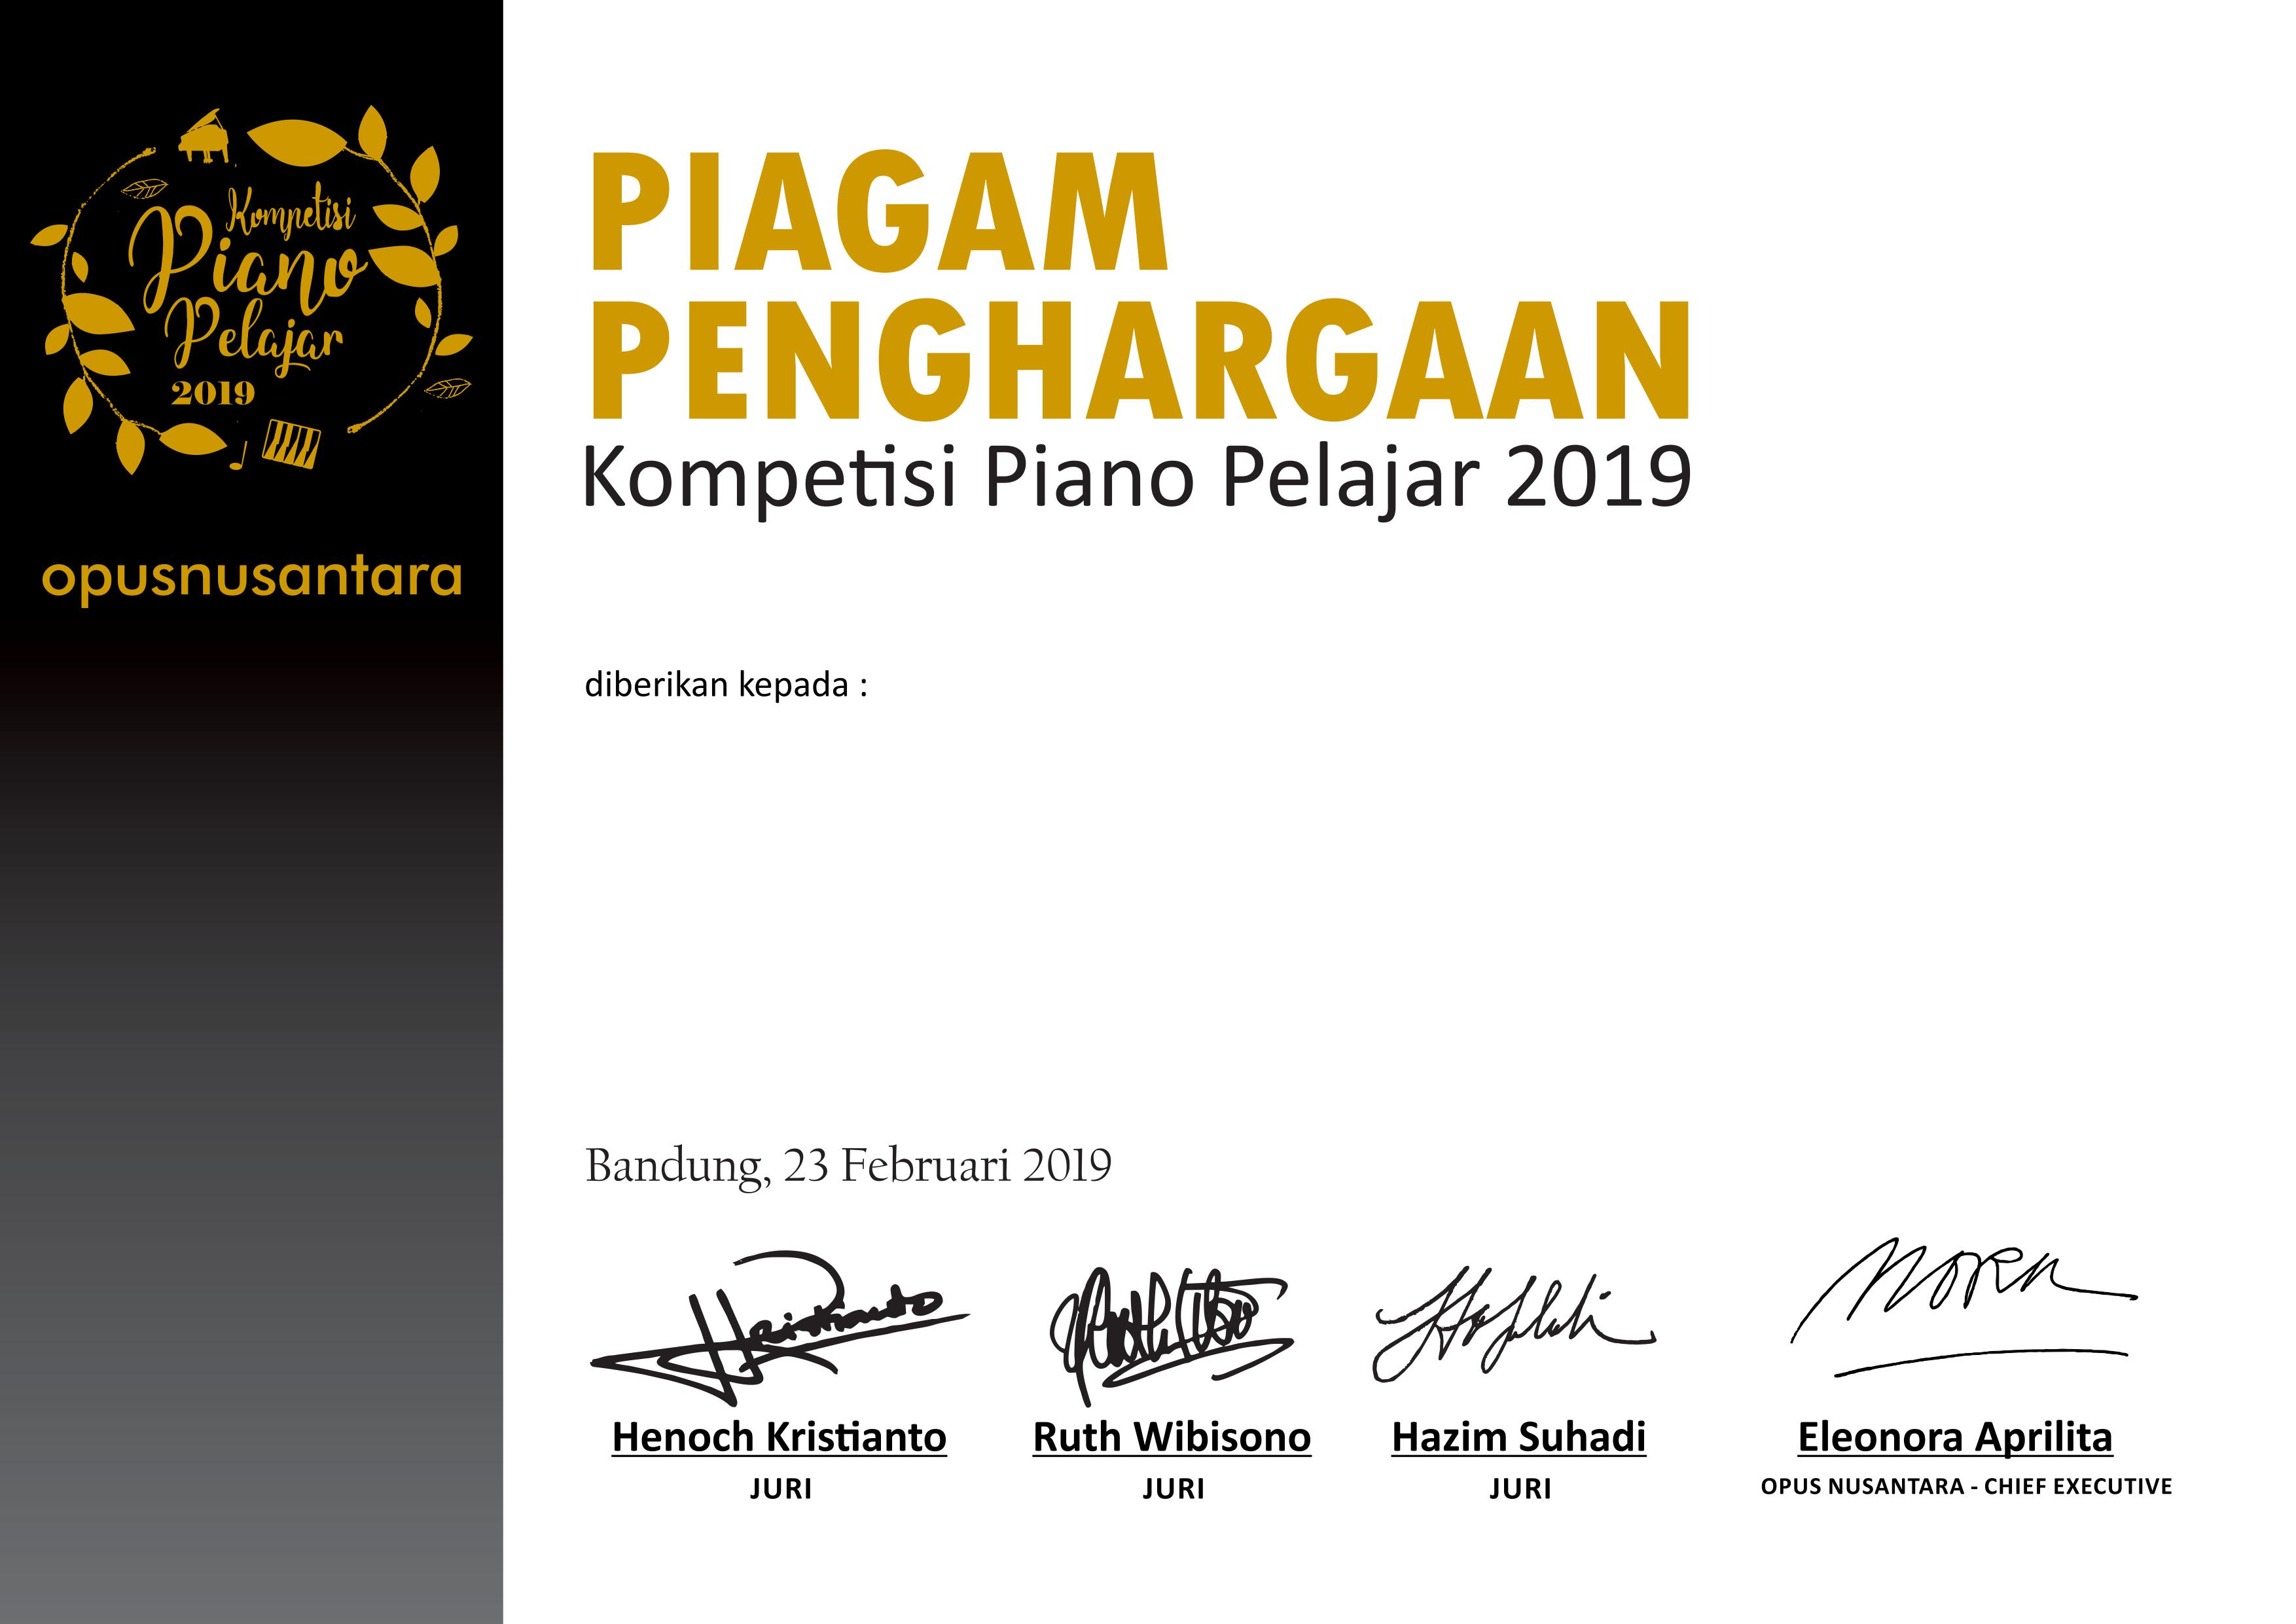 Kompetisi
Piano
Pelajar
2019
opusnusantara
PIAGAM
PENGHARGAAN
Kompetisi Piano Pelajar 2019
diberikan kepada :
Bandung, 23 Februari 2019
Henoch Kristianto
JURI
Ruth Wibisono
JURI
Hazim Suhadi
JURI
Eleonora Aprilita
OPUS NUSANTARA - CHIEF EXECUTIVE